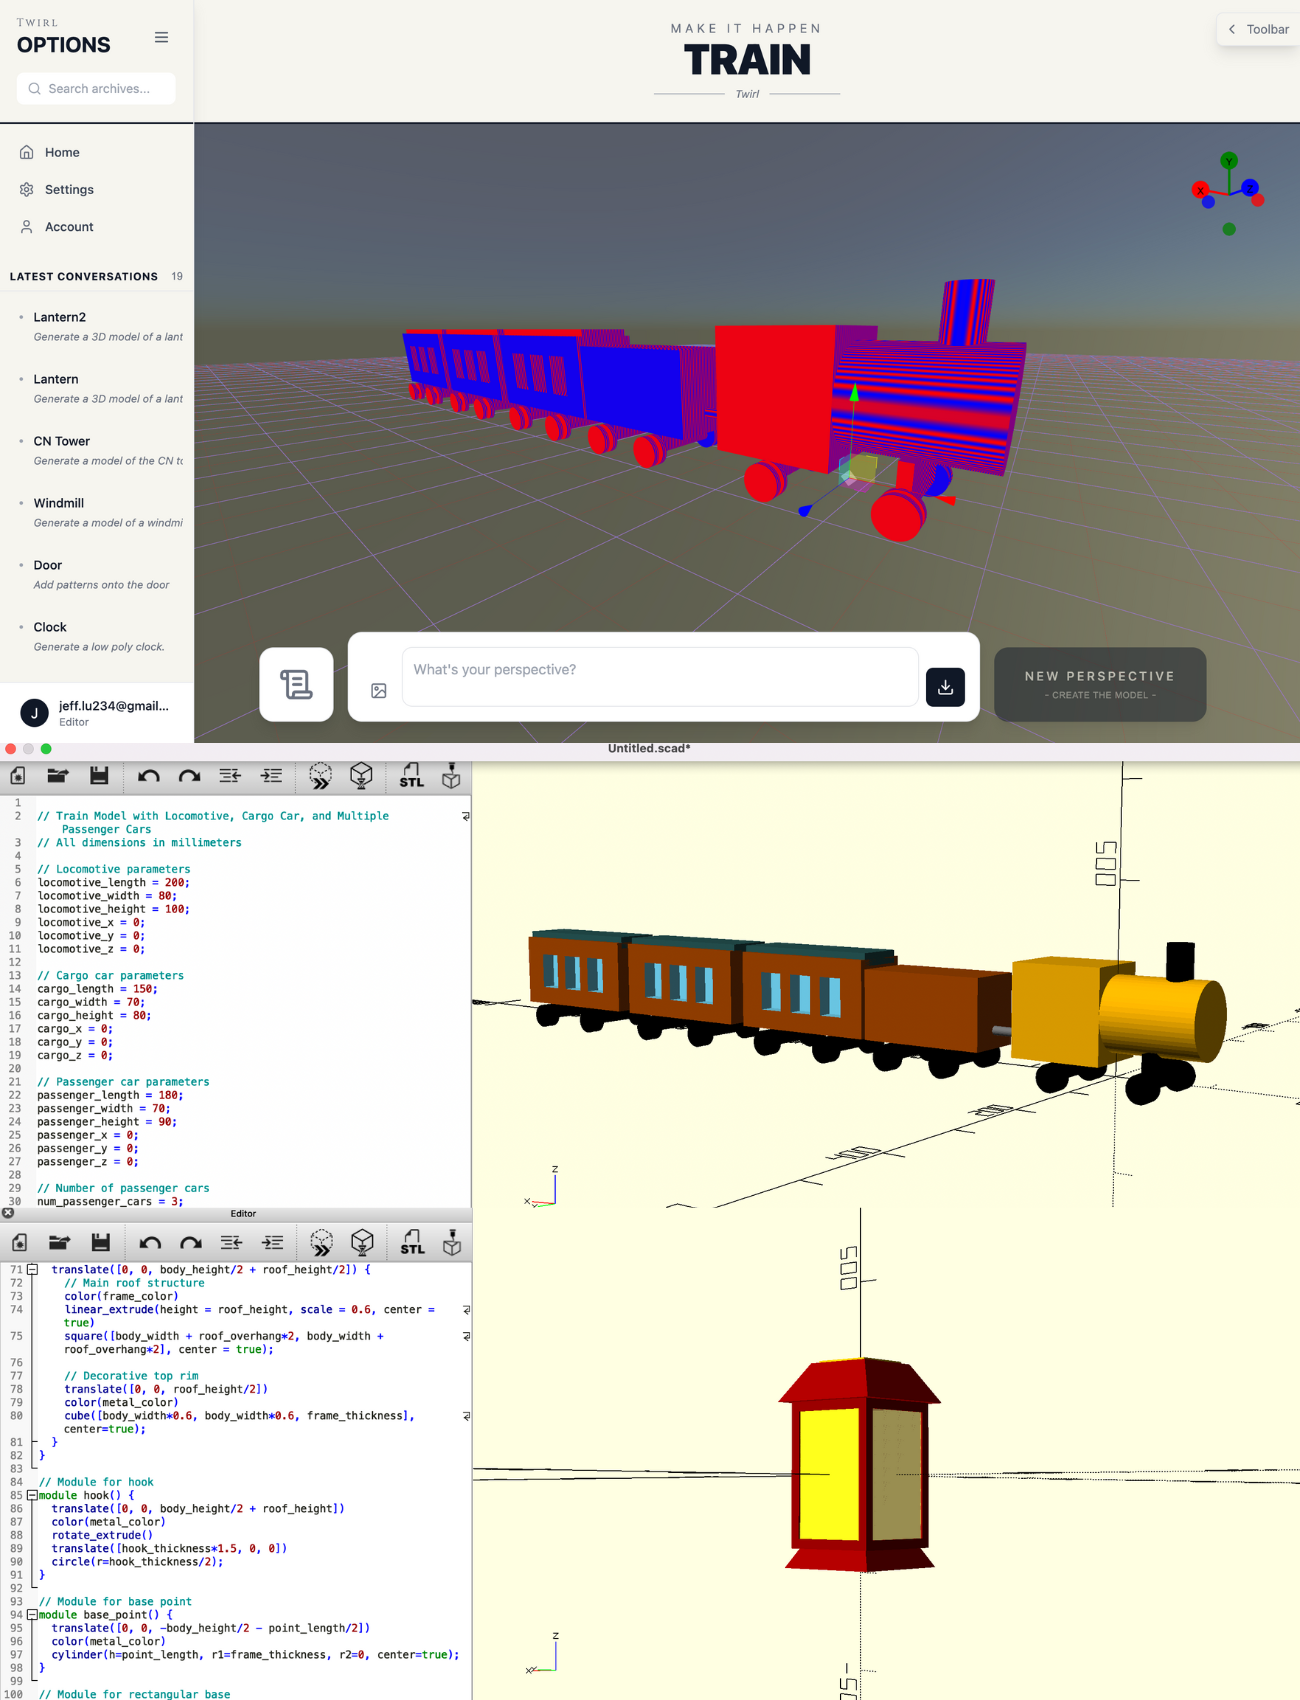 TWIRL
OPTIONS
Search archives...
Home
Settings
Account
LATEST CONVERSATIONS 19
Lantern2
Generate a 3D model of a lant
Lantern
Generate a 3D model of a lant
CN Tower
Generate a model of the CN to
Windmill
Generate a model of a windmi
Door
Add patterns onto the door
Clock
Generate a low poly clock.
J
jeff.lu234@gmail...
Editor
MAKE IT HAPPEN
TRAIN
Twirl
Toolbar
Y
X
Z
What's your perspective?
NEW PERSPECTIVE
- CREATE THE MODEL -
Untitled.scad*
STL
1
2 // Train Model with Locomotive, Cargo Car, and Multiple
Passenger Cars
3 // All dimensions in millimeters
4
5 // Locomotive parameters
6 locomotive_length = 200;
7 locomotive_width = 80;
8 locomotive_height = 100;
9 locomotive_x = 0;
10 locomotive_y = 0;
11 locomotive_z = 0;
12
13 // Cargo car parameters
14 cargo_length = 150;
15 cargo_width = 70;
16 cargo_height = 80;
17 cargo_x = 0;
18 cargo_y = 0;
19 cargo_z = 0;
20
21 // Passenger car parameters
22 passenger_length = 180;
23 passenger_width = 70;
24 passenger_height = 90;
25 passenger_x = 0;
26 passenger_y = 0;
27 passenger_z = 0;
28
29 // Number of passenger cars
30 num_passenger_cars = 3;
500
400
Z
X
Editor
STL
71 translate([0, 0, body_height/2 + roof_height/2]) {
72 // Main roof structure
73 color(frame_color)
74 linear_extrude(height = roof_height, scale = 0.6, center =
true)
75 square([body_width + roof_overhang*2, body_width +
roof_overhang*2], center = true);
76
77 // Decorative top rim
78 translate([0, 0, roof_height/2])
79 color(metal_color)
80 cube([body_width*0.6, body_width*0.6, frame_thickness],
center=true);
81 }
82 }
83
84 // Module for hook
85 module hook() {
86 translate([0, 0, body_height/2 + roof_height])
87 color(metal_color)
88 rotate_extrude()
89 translate([hook_thickness*1.5, 0, 0])
90 circle(r=hook_thickness/2);
91 }
92
93 // Module for base point
94 module base_point() {
95 translate([0, 0, -body_height/2 - point_length/2])
96 color(metal_color)
97 cylinder(h=point_length, r1=frame_thickness, r2=0, center=true);
98 }
99
100 // Module for rectangular base
500
Z
X